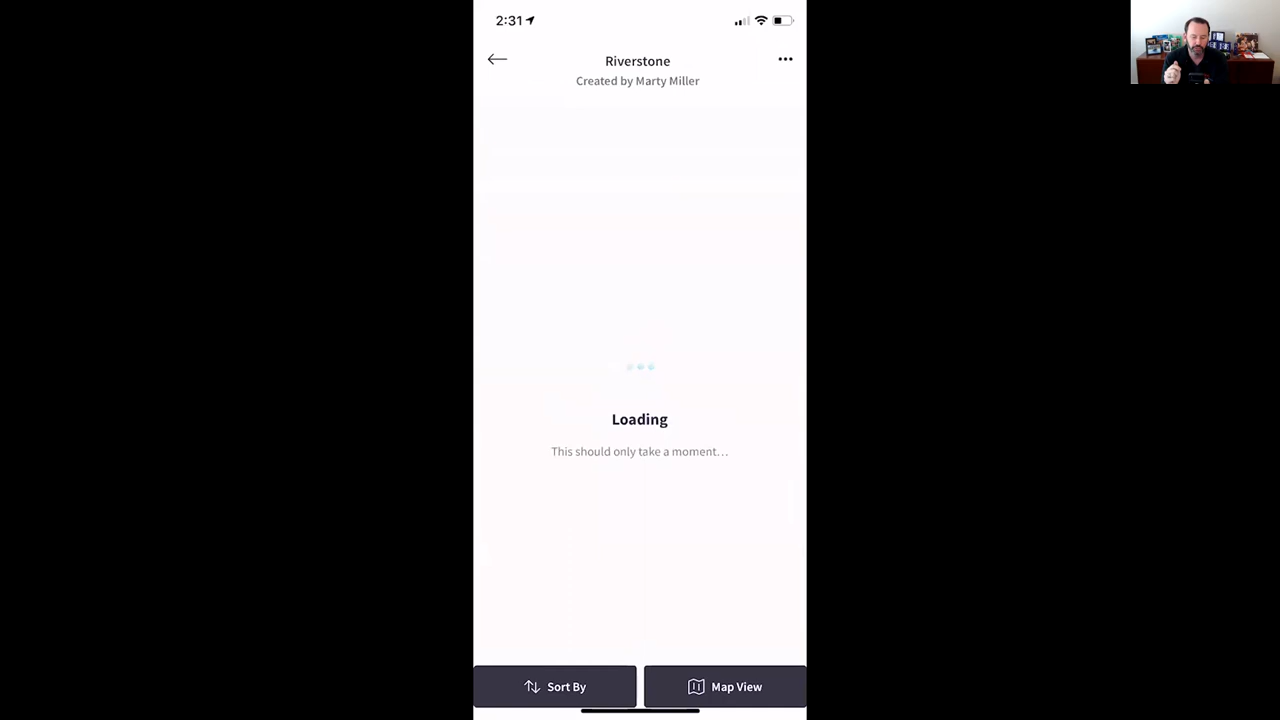 2:31
Riverstone
Created by Marty Miller
Loading
This should only take a moment...
Sort By
Map View